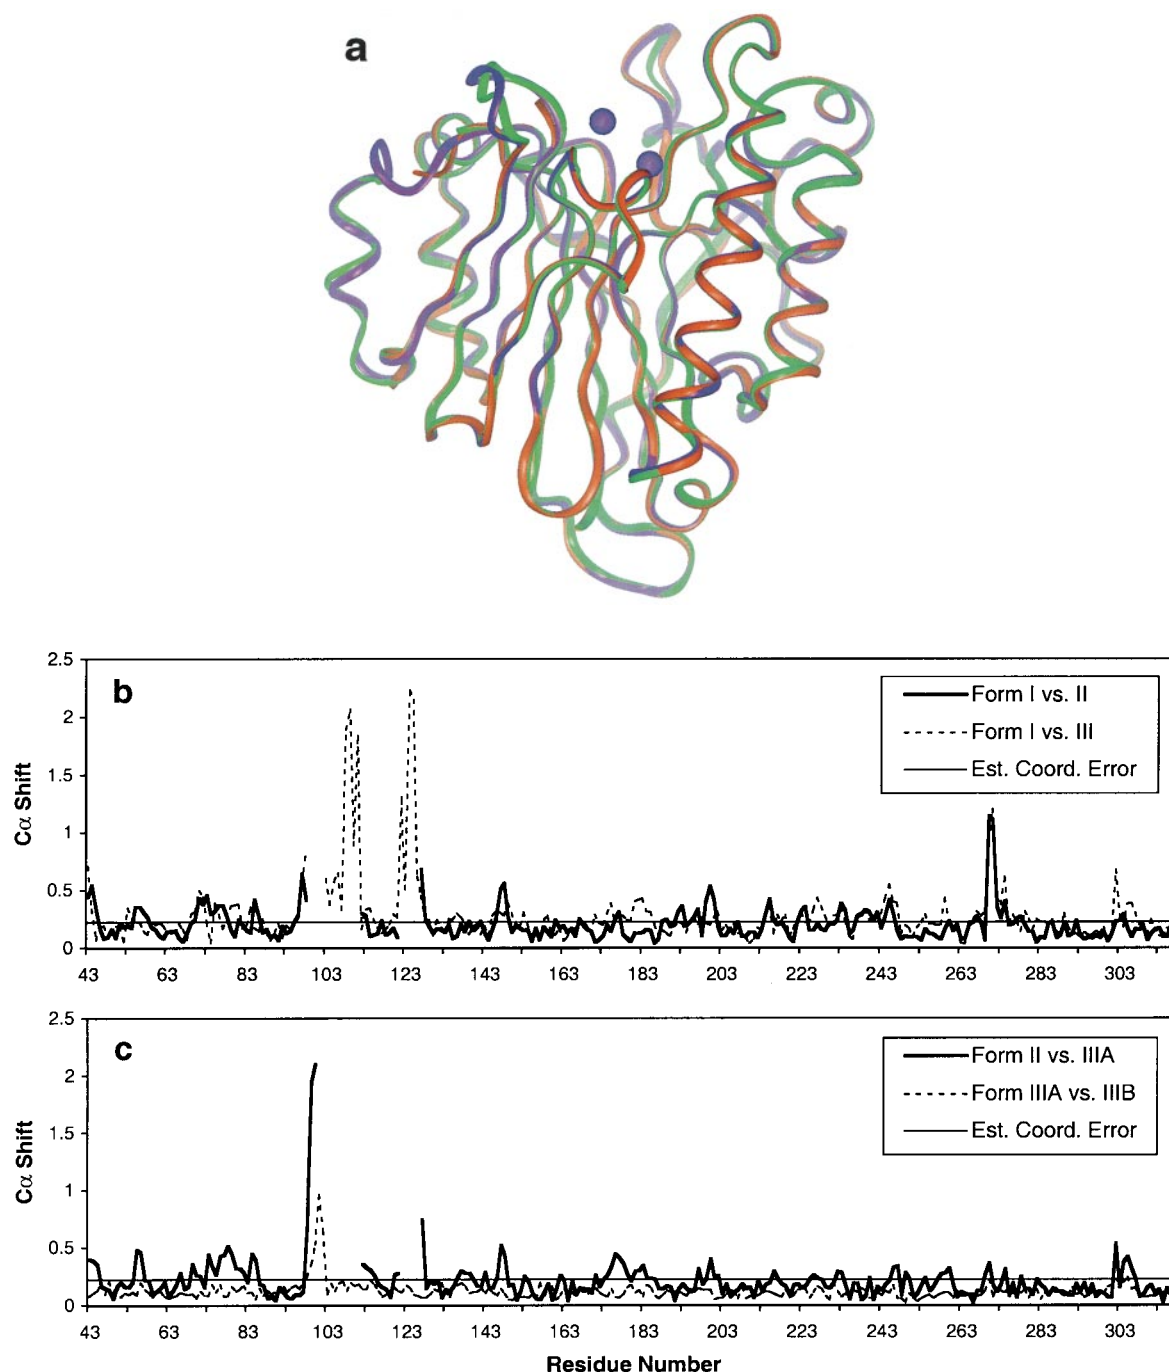 a
b
2.5
2
1.5
1
0.5
0
Cα Shift
Form I vs. II
Form I vs. III
Est. Coord. Error
43 63 83 103 123 143 163 183 203 223 243 263 283 303
c
2.5
2
1.5
1
0.5
0
Cα Shift
Form II vs. IIIA
Form IIIA vs. IIIB
Est. Coord. Error
43 63 83 103 123 143 163 183 203 223 243 263 283 303
Residue Number